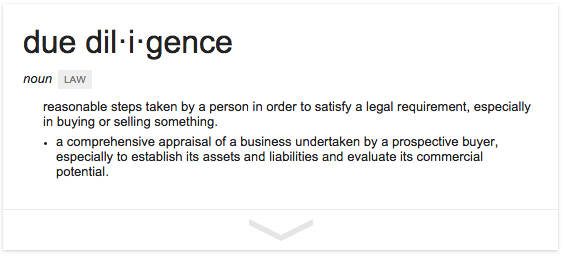 due dil·i·gence
noun LAW
reasonable steps taken by a person in order to satisfy a legal requirement, especially
in buying or selling something.
• a comprehensive appraisal of a business undertaken by a prospective buyer,
especially to establish its assets and liabilities and evaluate its commercial
potential.